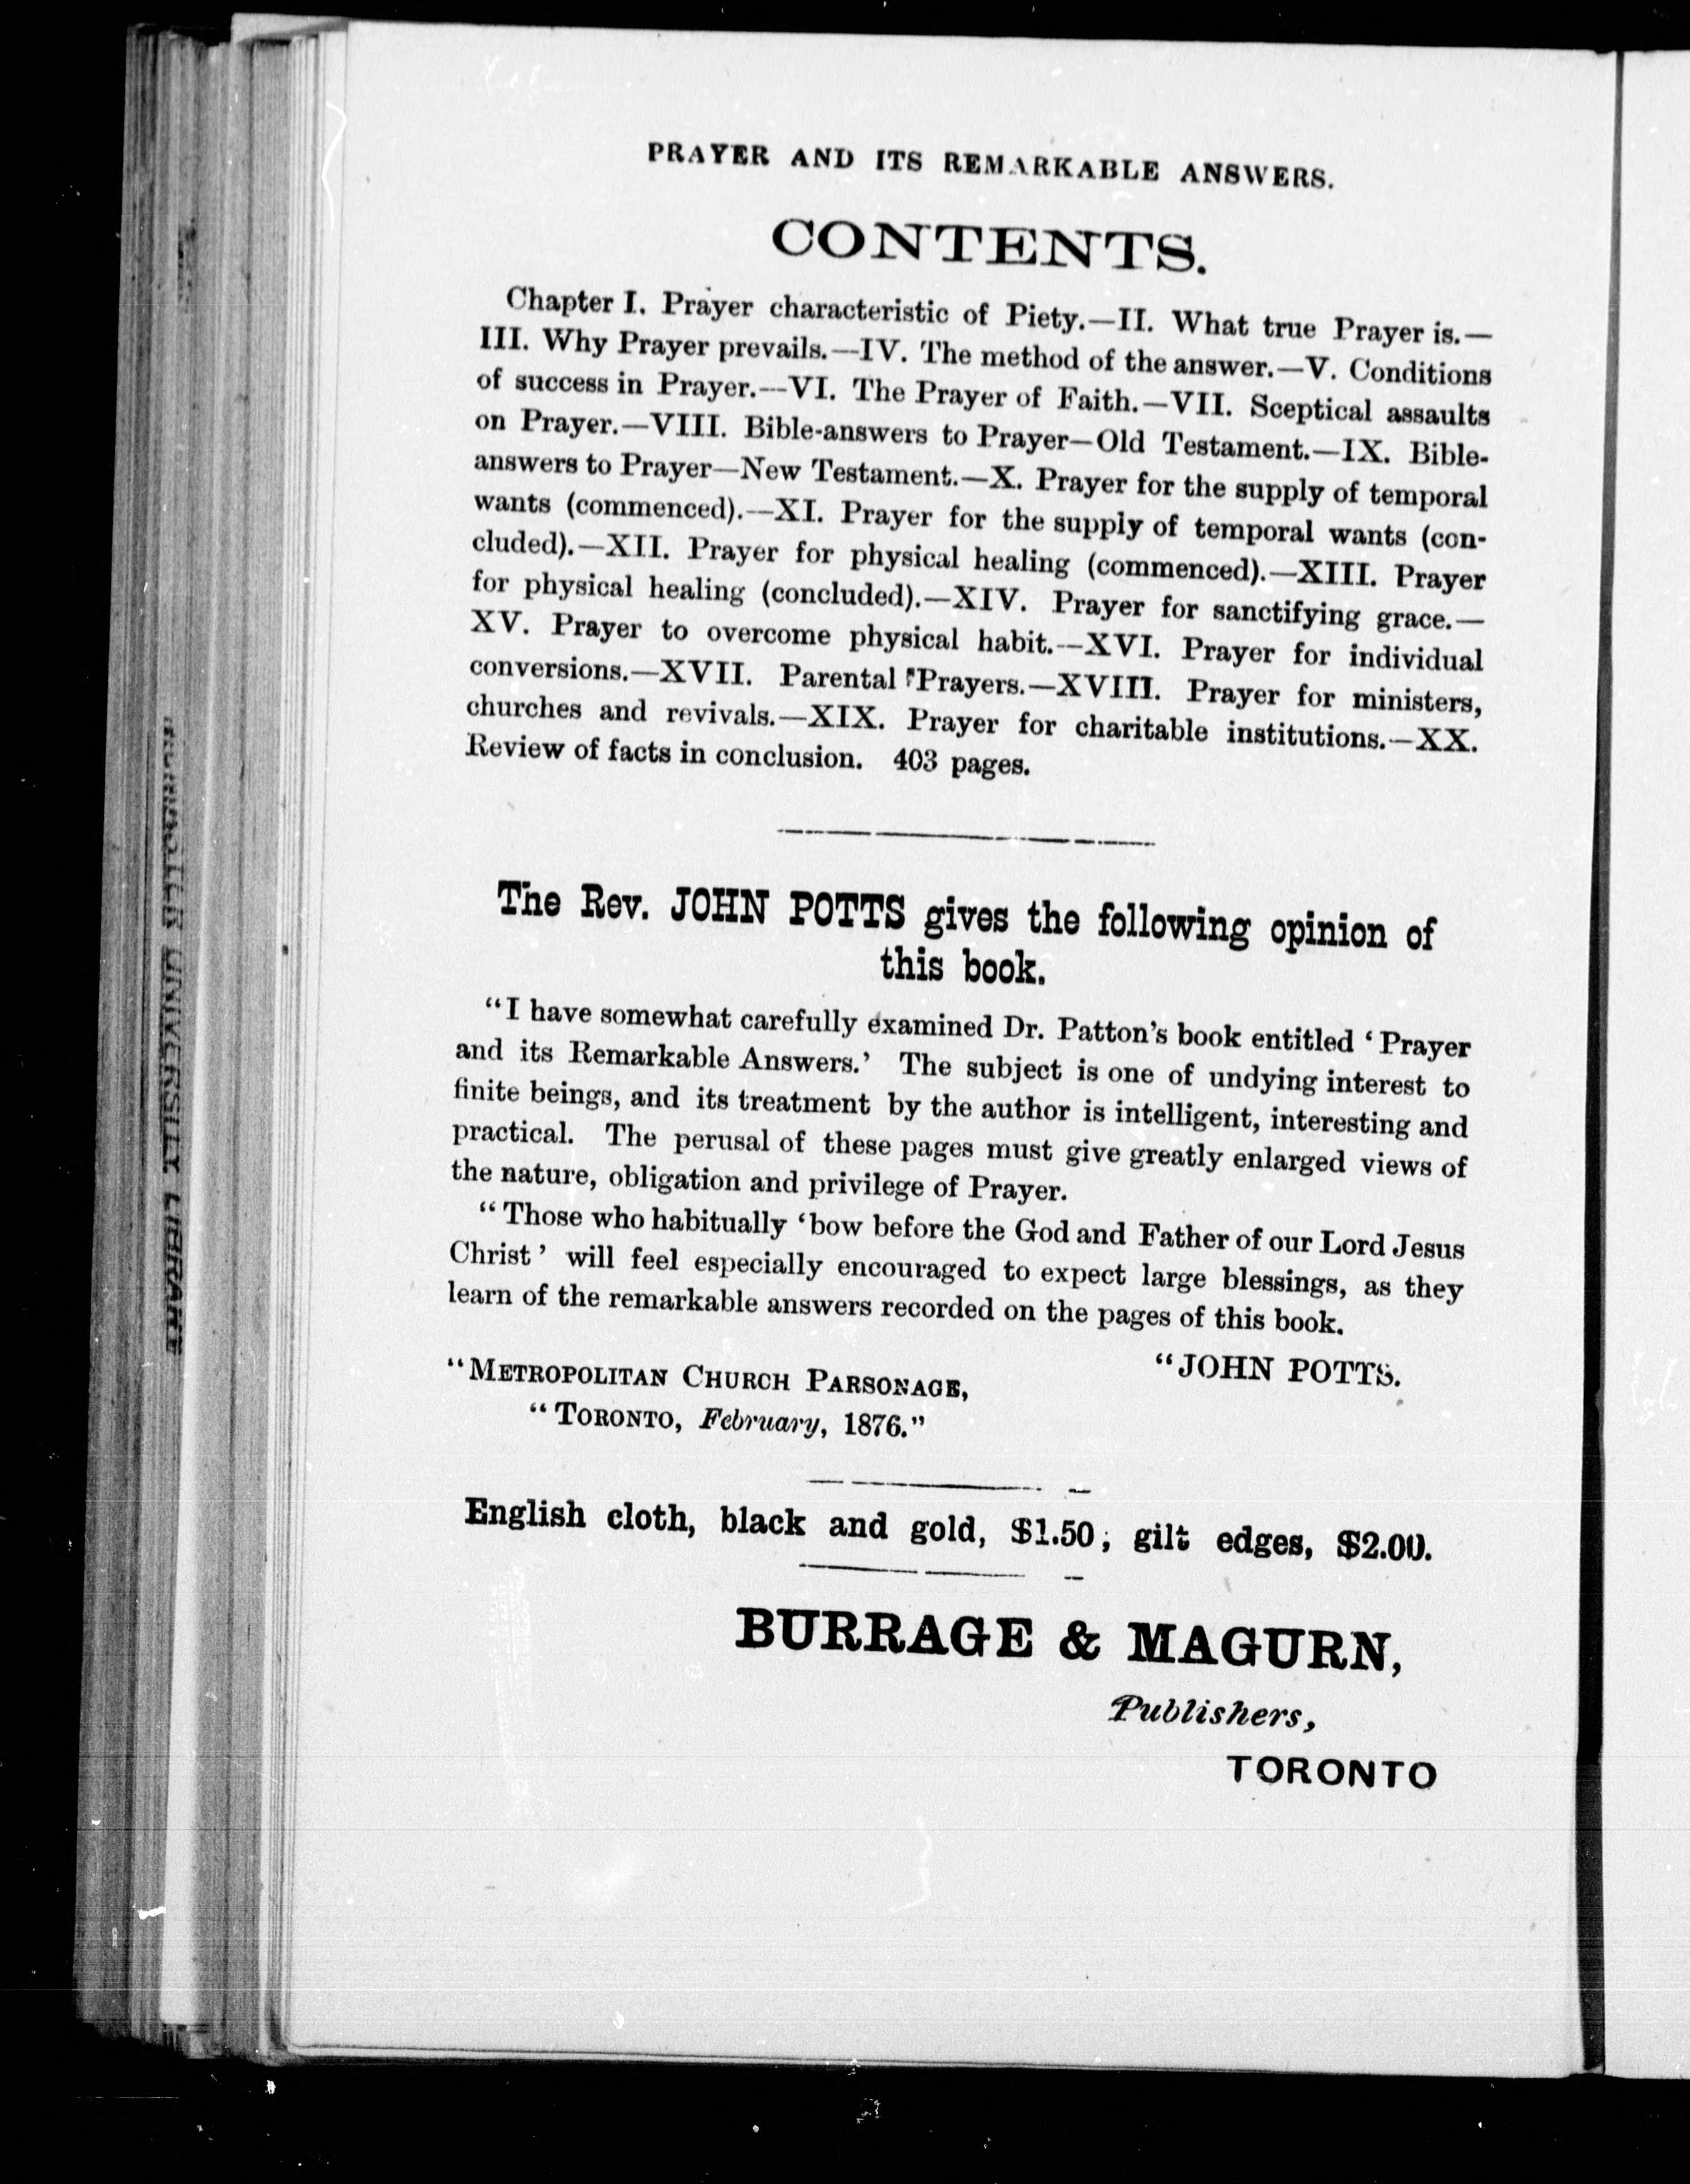 PRAYER AND ITS REMARKABLE ANSWERS.
CONTENTS.
Chapter I. Prayer characteristic of Piety.—II. What true Prayer is.—
III. Why Prayer prevails.—IV. The method of the answer.—V. Conditions
of success in Prayer.—VI. The Prayer of Faith.—VII. Sceptical assaults
on Prayer.—VIII. Bible-answers to Prayer—Old Testament.—IX. Bible-
answers to Prayer—New Testament.—X. Prayer for the supply of temporal
wants (commenced).—XI. Prayer for the supply of temporal wants (con-
cluded).—XII. Prayer for physical healing (commenced).—XIII. Prayer
for physical healing (concluded).—XIV. Prayer for sanctifying grace.—
XV. Prayer to overcome physical habit.—XVI. Prayer for individual
conversions.—XVII. Parental Prayers.—XVIII. Prayer for ministers,
churches and revivals.—XIX. Prayer for charitable institutions.—XX.
Review of facts in conclusion. 403 pages.
The Rev. JOHN POTTS gives the following opinion of
this book.
“I have somewhat carefully examined Dr. Patton’s book entitled ‘Prayer
and its Remarkable Answers.’ The subject is one of undying interest to
finite beings, and its treatment by the author is intelligent, interesting and
practical. The perusal of these pages must give greatly enlarged views of
the nature, obligation and privilege of Prayer.
“Those who habitually ‘bow before the God and Father of our Lord Jesus
Christ’ will feel especially encouraged to expect large blessings, as they
learn of the remarkable answers recorded on the pages of this book.
“JOHN POTTS.
“METROPOLITAN CHURCH PARSONAGE,
“TORONTO, February, 1876.”
English cloth, black and gold, $1.50; gilt edges, $2.00.
BURRAGE & MAGURN,
Publishers,
TORONTO
UNIVERSITY LIBRARY